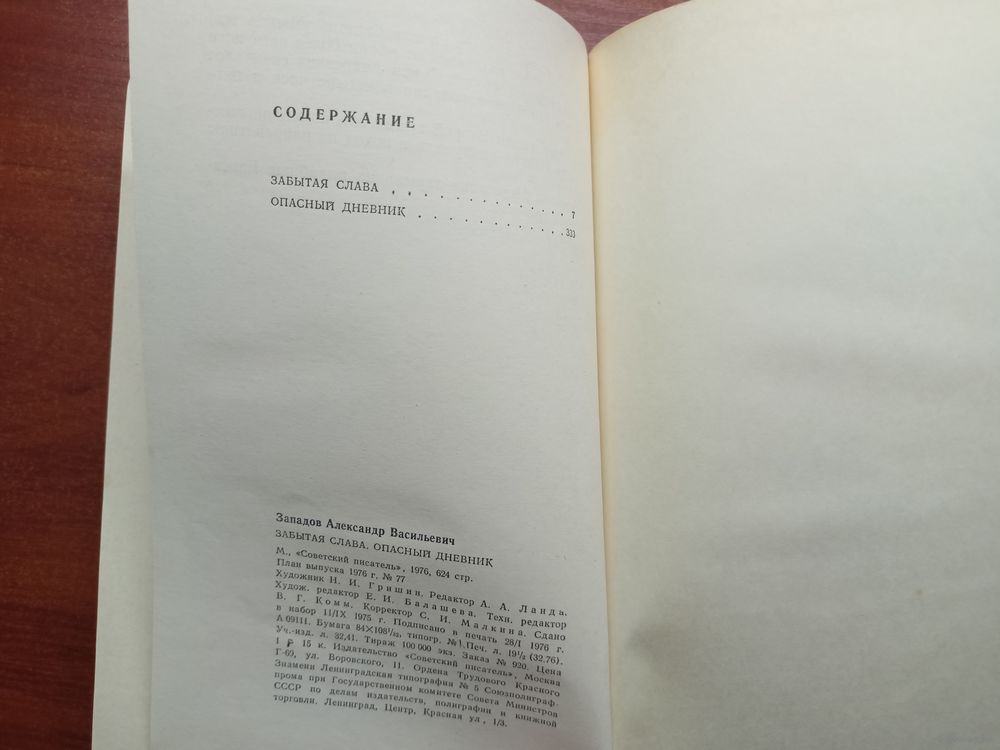 СОДЕРЖАНИЕ
ЗАБЫТАЯ СЛАВА . . . . . . . . . . . . 7
ОПАСНЫЙ ДНЕВНИК . . . . . . . . . . . 333
Западов Александр Васильевич
ЗАБЫТАЯ СЛАВА. ОПАСНЫЙ ДНЕВНИК
М., «Советский писатель», 1976, 624 стр.
План выпуска 1976 г. № 77
Художник Н. И. Гришин. Редактор А. А. Ланда.
Худож. редактор Е. И. Балашева. Техн. редактор
В. Г. Комм. Корректор С. И. Малкина. Сдано
в набор 11/IX 1975 г. Подписано в печать 28/I 1976 г.
А 09111. Бумага 84×108¹/₃₂, типогр. № 1. Печ. л. 19¹/₂ (32,76).
Уч.-изд. л. 32,41. Тираж 100 000 экз. Заказ № 920. Цена
1 р. 15 к. Издательство «Советский писатель», Москва
Г-69, ул. Воровского, 11. Ордена Трудового Красного
Знамени Ленинградская типография № 5 Союзполиграф-
прома при Государственном комитете Совета Министров
СССР по делам издательств, полиграфии и книжной
торговли. Ленинград, Центр, Красная ул., 1/3.